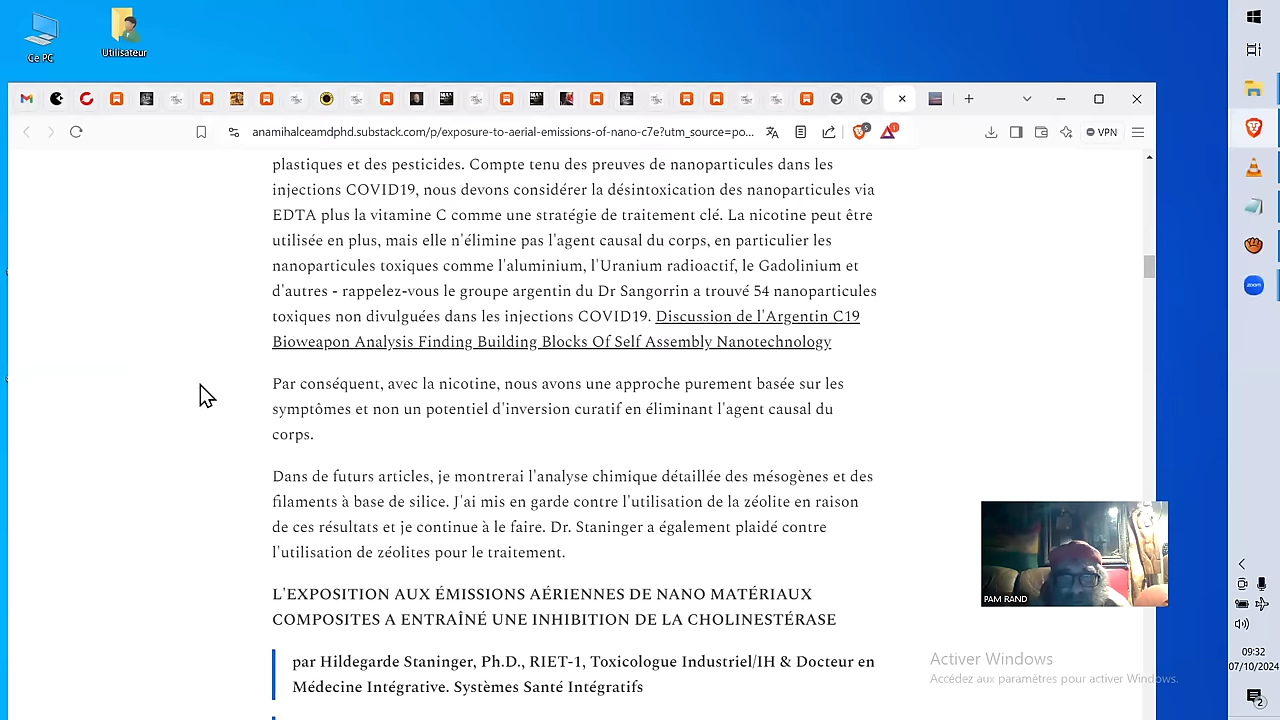 Ce PC
Utilisateur
anamihalceamdphd.substack.com/p/exposure-to-aerial-emissions-of-nano-c7e?utm_source=po...
VPN
plastiques et des pesticides. Compte tenu des preuves de nanoparticules dans les
injections COVID19, nous devons considérer la désintoxication des nanoparticules via
EDTA plus la vitamine C comme une stratégie de traitement clé. La nicotine peut être
utilisée en plus, mais elle n'élimine pas l'agent causal du corps, en particulier les
nanoparticules toxiques comme l'aluminium, l'Uranium radioactif, le Gadolinium et
d'autres - rappelez-vous le groupe argentin du Dr Sangorrin a trouvé 54 nanoparticules
toxiques non divulguées dans les injections COVID19. Discussion de l'Argentin C19
Bioweapon Analysis Finding Building Blocks Of Self Assembly Nanotechnology
Par conséquent, avec la nicotine, nous avons une approche purement basée sur les
symptômes et non un potentiel d'inversion curatif en éliminant l'agent causal du
corps.
Dans de futurs articles, je montrerai l'analyse chimique détaillée des mésogènes et des
filaments à base de silice. J'ai mis en garde contre l'utilisation de la zéolite en raison
de ces résultats et je continue à le faire. Dr. Staninger a également plaidé contre
l'utilisation de zéolites pour le traitement.
L'EXPOSITION AUX ÉMISSIONS AÉRIENNES DE NANO MATÉRIAUX
COMPOSITES A ENTRAÎNÉ UNE INHIBITION DE LA CHOLINESTÉRASE
par Hildegarde Staninger, Ph.D., RIET-1, Toxicologue Industriel/IH & Docteur en
Médecine Intégrative. Systèmes Santé Intégratifs
PAM RAND
Activer Windows
Accédez aux paramètres pour activer Windows.
zoom
09:32
07/10/2024
2